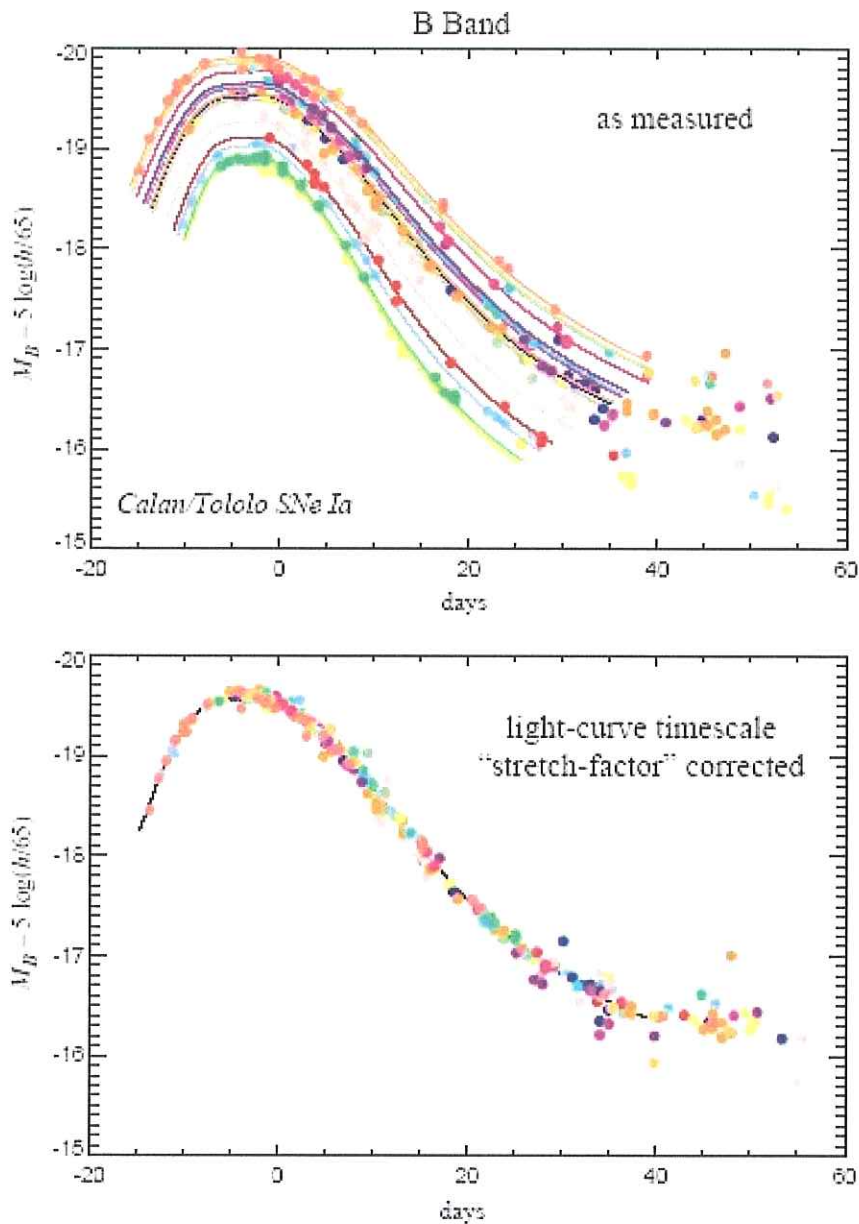 B Band
-20
-19
-18
-17
-16
-15
M_B – 5 log(h/65)
as measured
Calan/Tololo SNe Ia
-20 0 20 40 60
days
-20
-19
-18
-17
-16
-15
M_B – 5 log(h/65)
light-curve timescale
“stretch-factor” corrected
-20 0 20 40 60
days